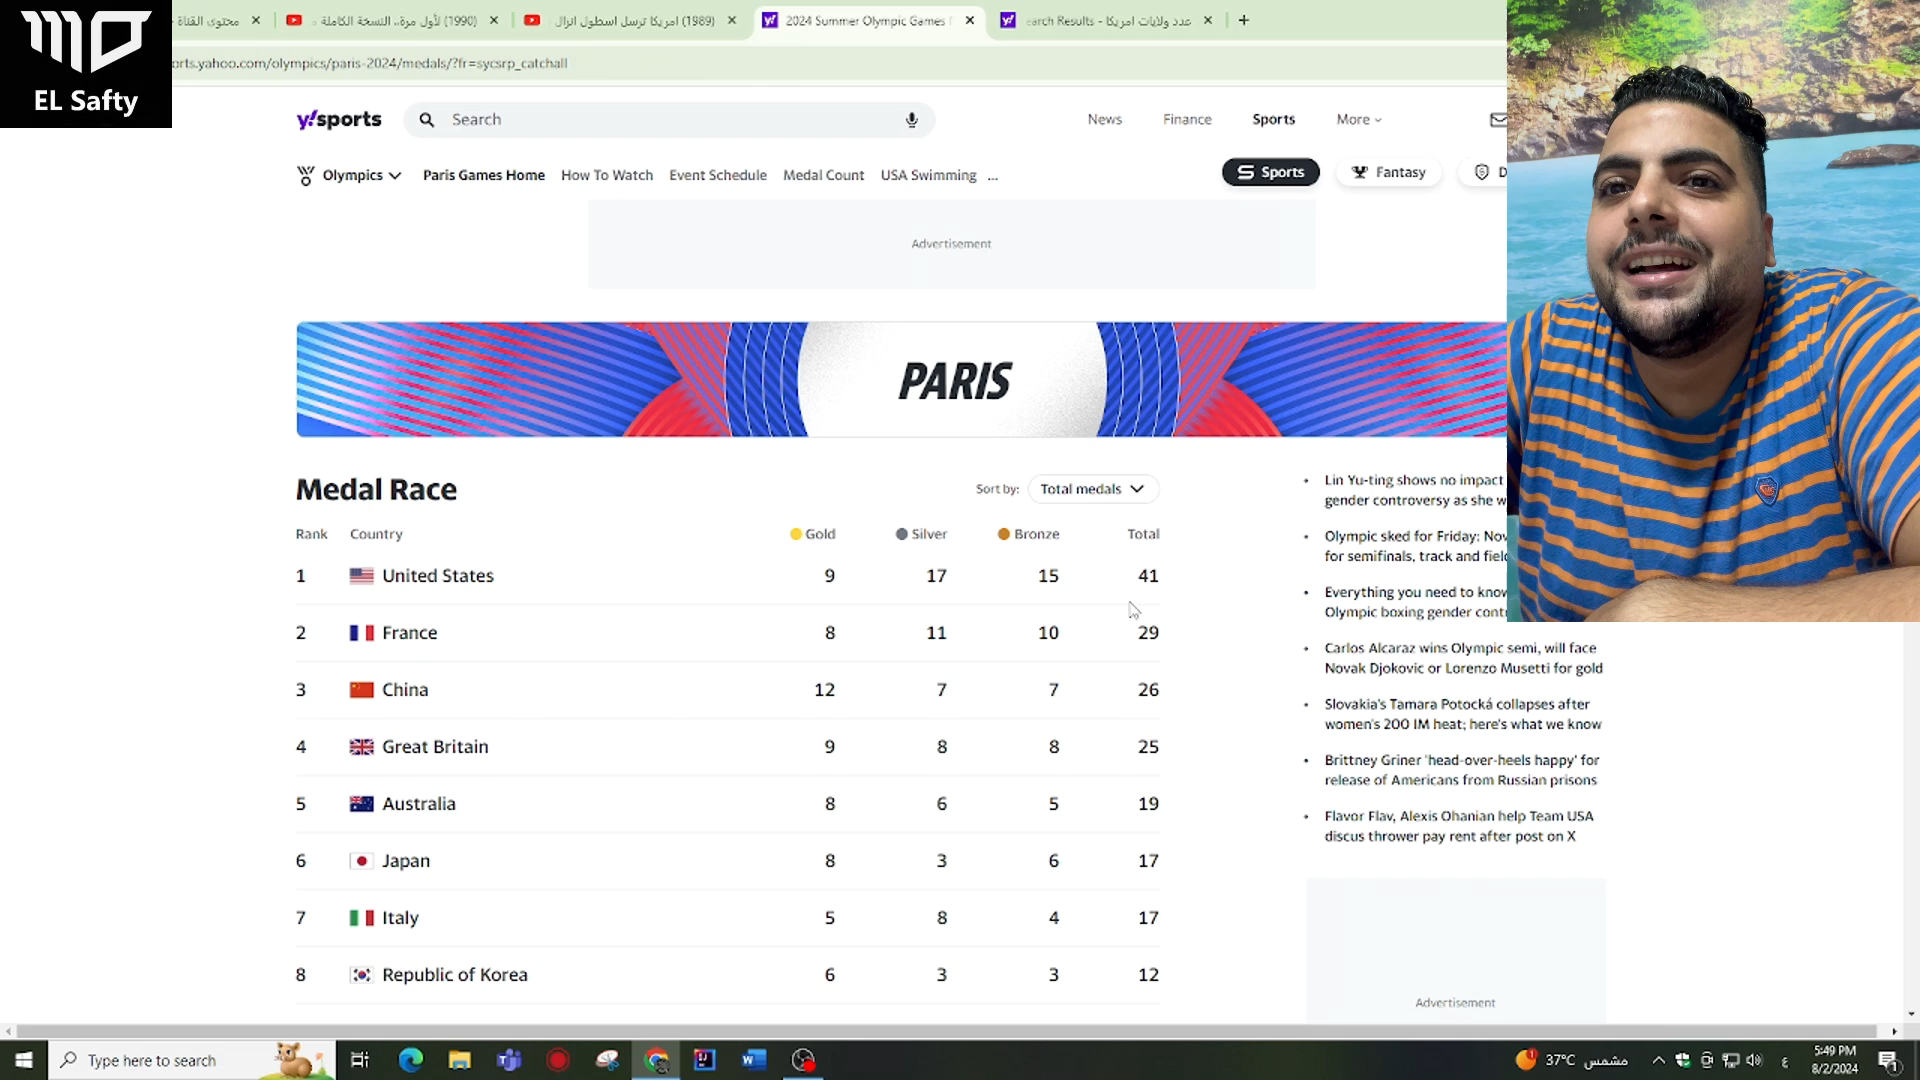 EL Safty
محتوى القناة
(1990) لأول مرة.. النسخة الكاملة
(1989) امريكا ترسل اسطول انزال
2024 Summer Olympic Games
عدد ولايات امريكا - earch Results
orts.yahoo.com/olympics/paris-2024/medals/?fr=sycsrp_catchall
y!sports
Search
News
Finance
Sports
More
Olympics
Paris Games Home
How To Watch
Event Schedule
Medal Count
USA Swimming
...
Sports
Fantasy
D
Advertisement
PARIS
Medal Race
Sort by: Total medals
Rank Country Gold Silver Bronze Total
1 United States 9 17 15 41
2 France 8 11 10 29
3 China 12 7 7 26
4 Great Britain 9 8 8 25
5 Australia 8 6 5 19
6 Japan 8 3 6 17
7 Italy 5 8 4 17
8 Republic of Korea 6 3 3 12
Lin Yu-ting shows no impact
gender controversy as she w
Olympic sked for Friday: Nov
for semifinals, track and field
Everything you need to know
Olympic boxing gender cont
Carlos Alcaraz wins Olympic semi, will face
Novak Djokovic or Lorenzo Musetti for gold
Slovakia's Tamara Potocká collapses after
women's 200 IM heat; here's what we know
Brittney Griner 'head-over-heels happy' for
release of Americans from Russian prisons
Flavor Flav, Alexis Ohanian help Team USA
discus thrower pay rent after post on X
Advertisement
Type here to search
37°C مشمس
ع
5:49 PM
8/2/2024